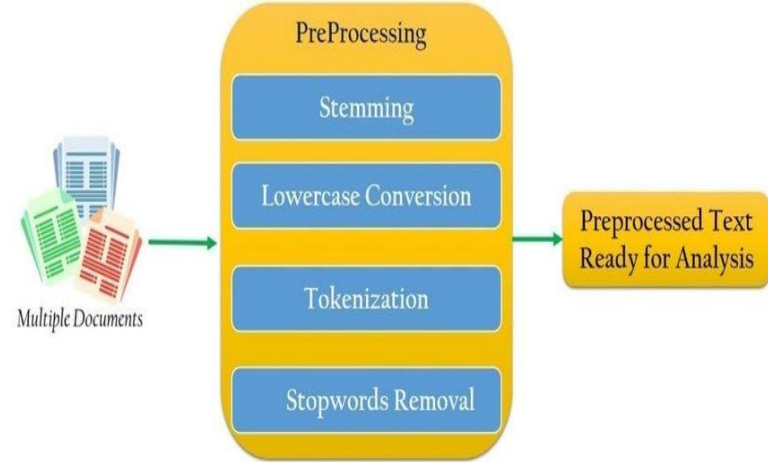 PreProcessing
Stemming
Lowercase Conversion
Tokenization
Stopwords Removal
Multiple Documents
Preprocessed Text
Ready for Analysis